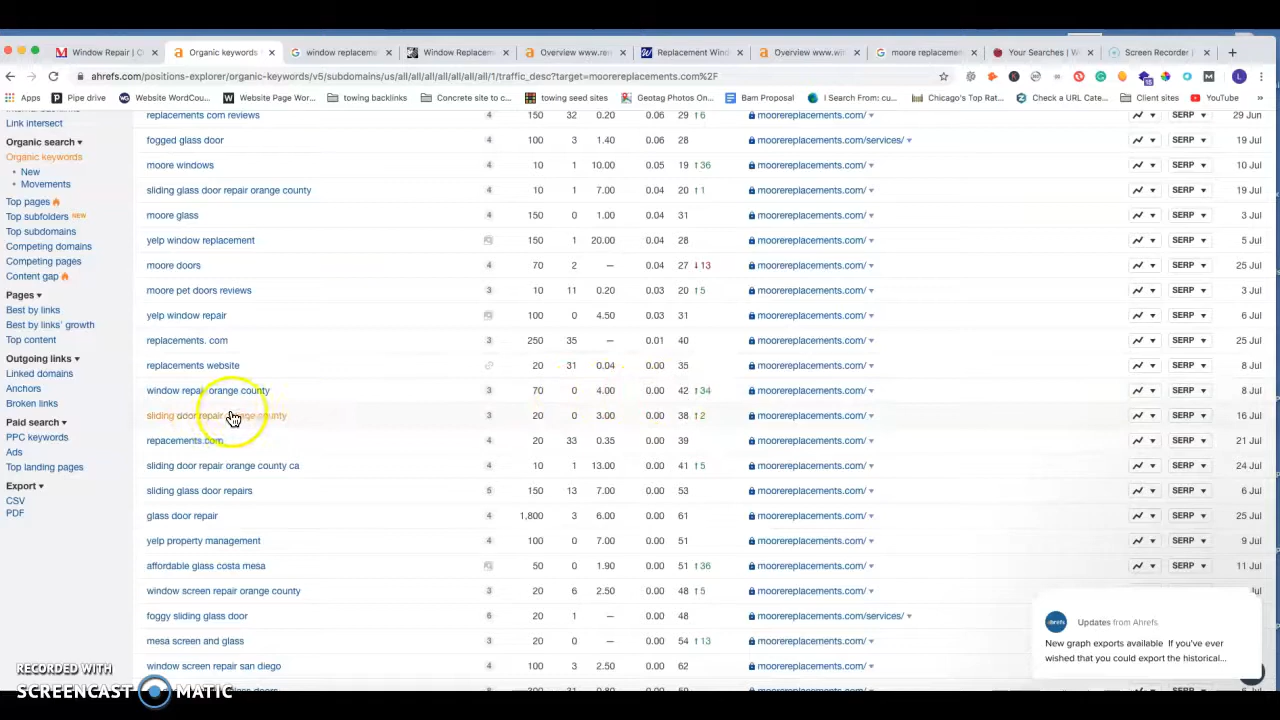 Window Repair | C
Organic keywords
window replaceme
Window Replacem
Overview www.ren
Replacement Wind
Overview www.win
moore replacemen
Your Searches | W
Screen Recorder |
ahrefs.com/positions-explorer/organic-keywords/v5/subdomains/us/all/all/all/all/all/all/all/1/traffic_desc?target=moorereplacements.com%2F
Apps Pipe drive Website WordCou... Website Page Wor... towing backlinks Concrete site to c... towing seed sites Geotag Photos On... Bam Proposal I Search From: cu... Chicago's Top Rat... Check a URL Cate... Client sites YouTube »
Link intersect
Organic search
Organic keywords
New
Movements
Top pages
Top subfolders NEW
Top subdomains
Competing domains
Competing pages
Content gap
Pages
Best by links
Best by links' growth
Top content
Outgoing links
Linked domains
Anchors
Broken links
Paid search
PPC keywords
Ads
Top landing pages
Export
CSV
PDF
replacements com reviews 4 150 32 0.20 0.06 29 ↑6 moorereplacements.com/ SERP 29 Jun
fogged glass door 4 100 3 1.40 0.06 28 moorereplacements.com/services/ SERP 19 Jul
moore windows 4 10 1 10.00 0.05 19 ↑36 moorereplacements.com/ SERP 10 Jul
sliding glass door repair orange county 4 10 1 7.00 0.04 20 ↑1 moorereplacements.com/ SERP 19 Jul
moore glass 4 150 0 1.00 0.04 31 moorereplacements.com/ SERP 3 Jul
yelp window replacement 150 1 20.00 0.04 28 moorereplacements.com/ SERP 5 Jul
moore doors 4 70 2 — 0.04 27 ↓13 moorereplacements.com/ SERP 25 Jul
moore pet doors reviews 3 10 11 0.20 0.03 20 ↑5 moorereplacements.com/ SERP 3 Jul
yelp window repair 100 0 4.50 0.03 31 moorereplacements.com/ SERP 6 Jul
replacements. com 3 250 35 — 0.01 40 moorereplacements.com/ SERP 25 Jul
replacements website 20 31 0.04 0.00 35 moorereplacements.com/ SERP 8 Jul
window repair orange county 3 70 0 4.00 0.00 42 ↑34 moorereplacements.com/ SERP 8 Jul
sliding door repair orange county 3 20 0 3.00 0.00 38 ↑2 moorereplacements.com/ SERP 16 Jul
repacements.com 4 20 33 0.35 0.00 39 moorereplacements.com/ SERP 21 Jul
sliding door repair orange county ca 4 10 1 13.00 0.00 41 ↑5 moorereplacements.com/ SERP 24 Jul
sliding glass door repairs 5 150 13 7.00 0.00 53 moorereplacements.com/ SERP 6 Jul
glass door repair 4 1,800 3 6.00 0.00 61 moorereplacements.com/ SERP 25 Jul
yelp property management 4 100 0 7.00 0.00 51 moorereplacements.com/ SERP 9 Jul
affordable glass costa mesa 50 0 1.90 0.00 51 ↑36 moorereplacements.com/ SERP 11 Jul
window screen repair orange county 4 20 6 2.50 0.00 48 ↑5 moorereplacements.com/ SERP Jul
foggy sliding glass door 6 20 1 — 0.00 48 moorereplacements.com/services/
mesa screen and glass 3 20 0 — 0.00 54 ↑13 moorereplacements.com/
window screen repair san diego 4 100 3 2.50 0.00 62 moorereplacements.com/
Updates from Ahrefs
New graph exports available If you've ever
wished that you could export the historical...
RECORDED WITH
SCREENCAST MATIC